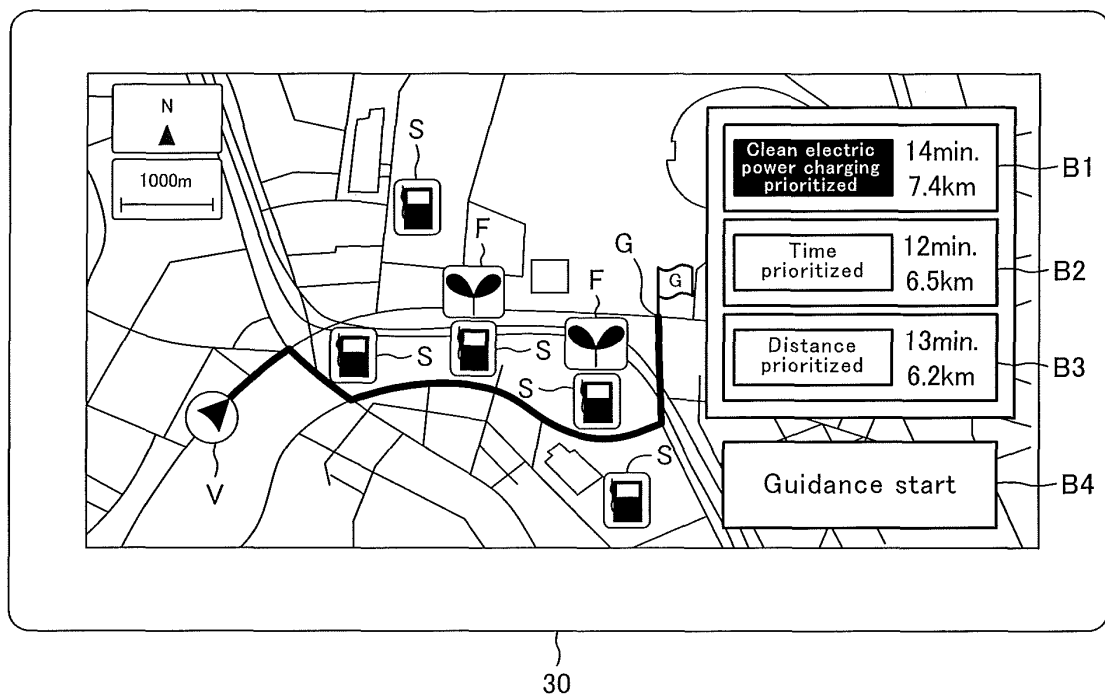 N
1000m
S
F
G
G
F
S
S
S
S
V
Clean electric
power charging
prioritized
14min.
7.4km
B1
Time
prioritized
12min.
6.5km
B2
Distance
prioritized
13min.
6.2km
B3
Guidance start
B4
30